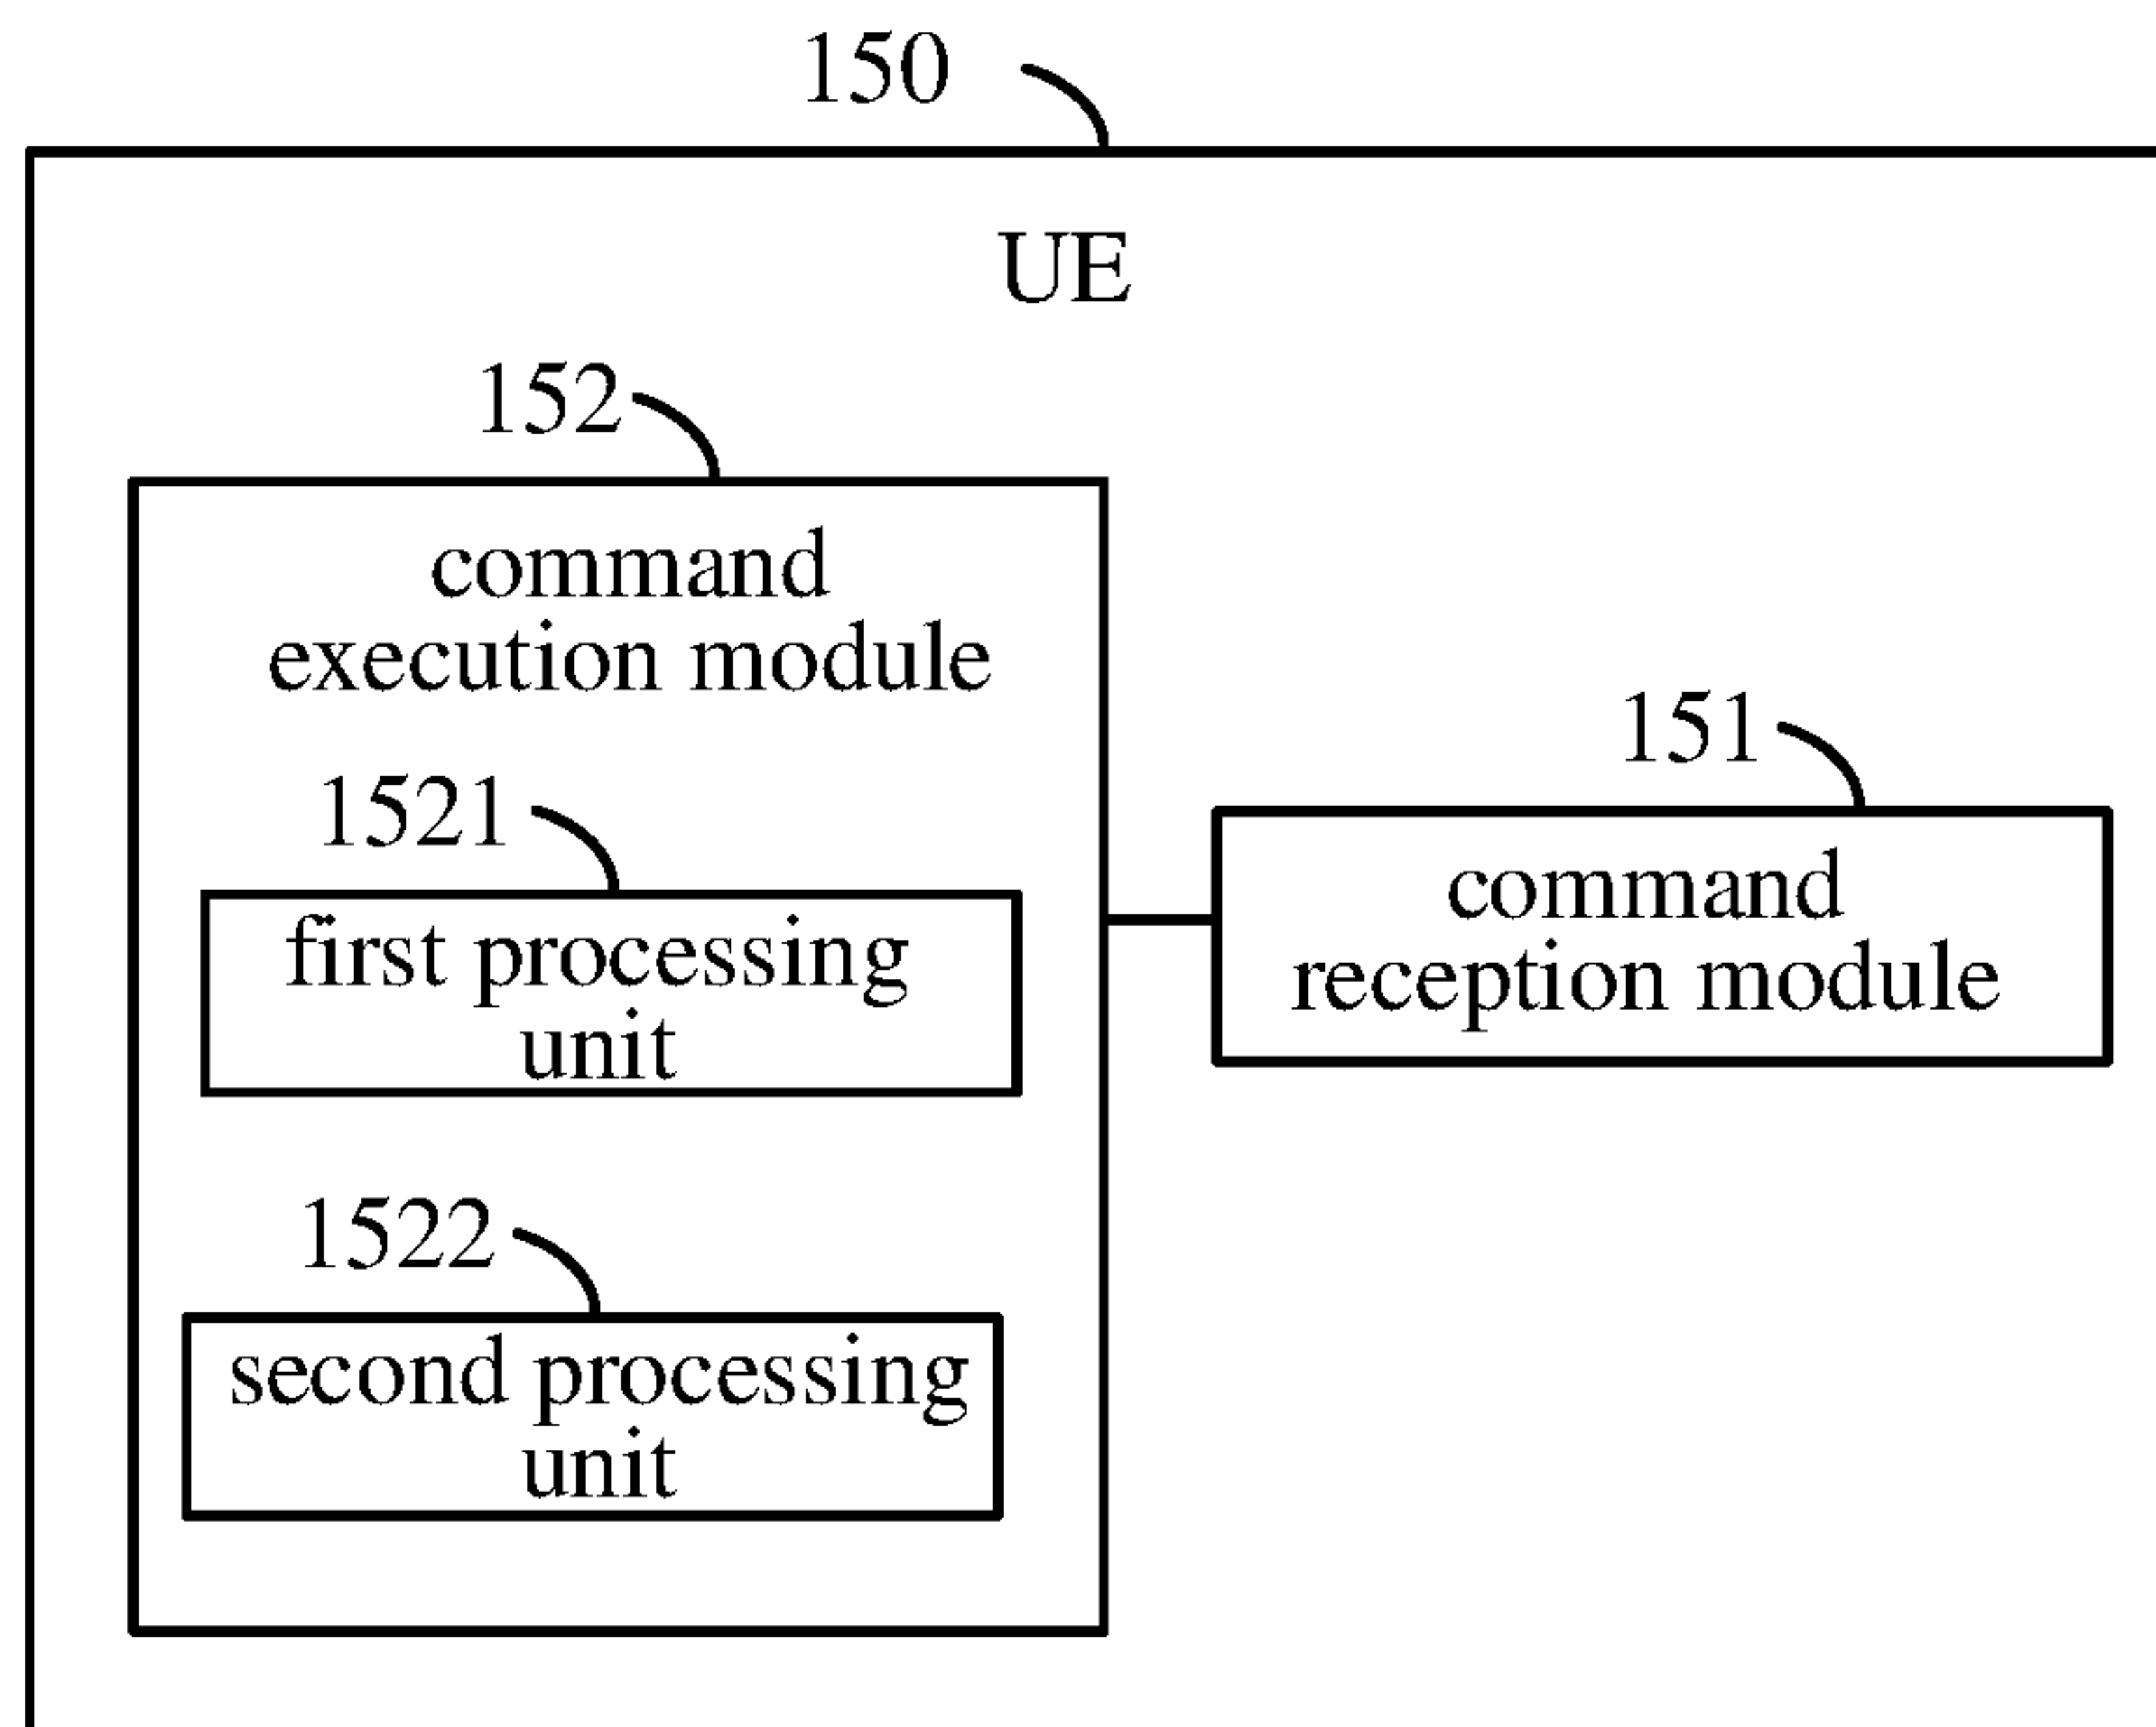 150
UE
152
command
execution module
1521
first processing
unit
1522
second processing
unit
151
command
reception module